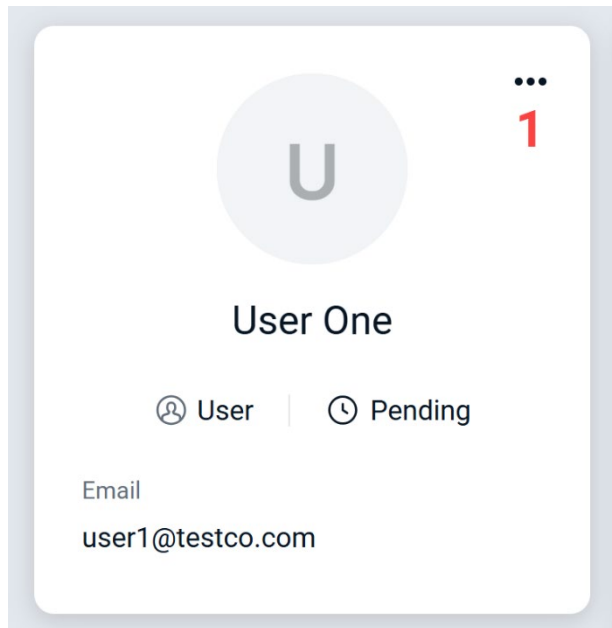 •••
1
U
User One
User Pending
Email
user1@testco.com